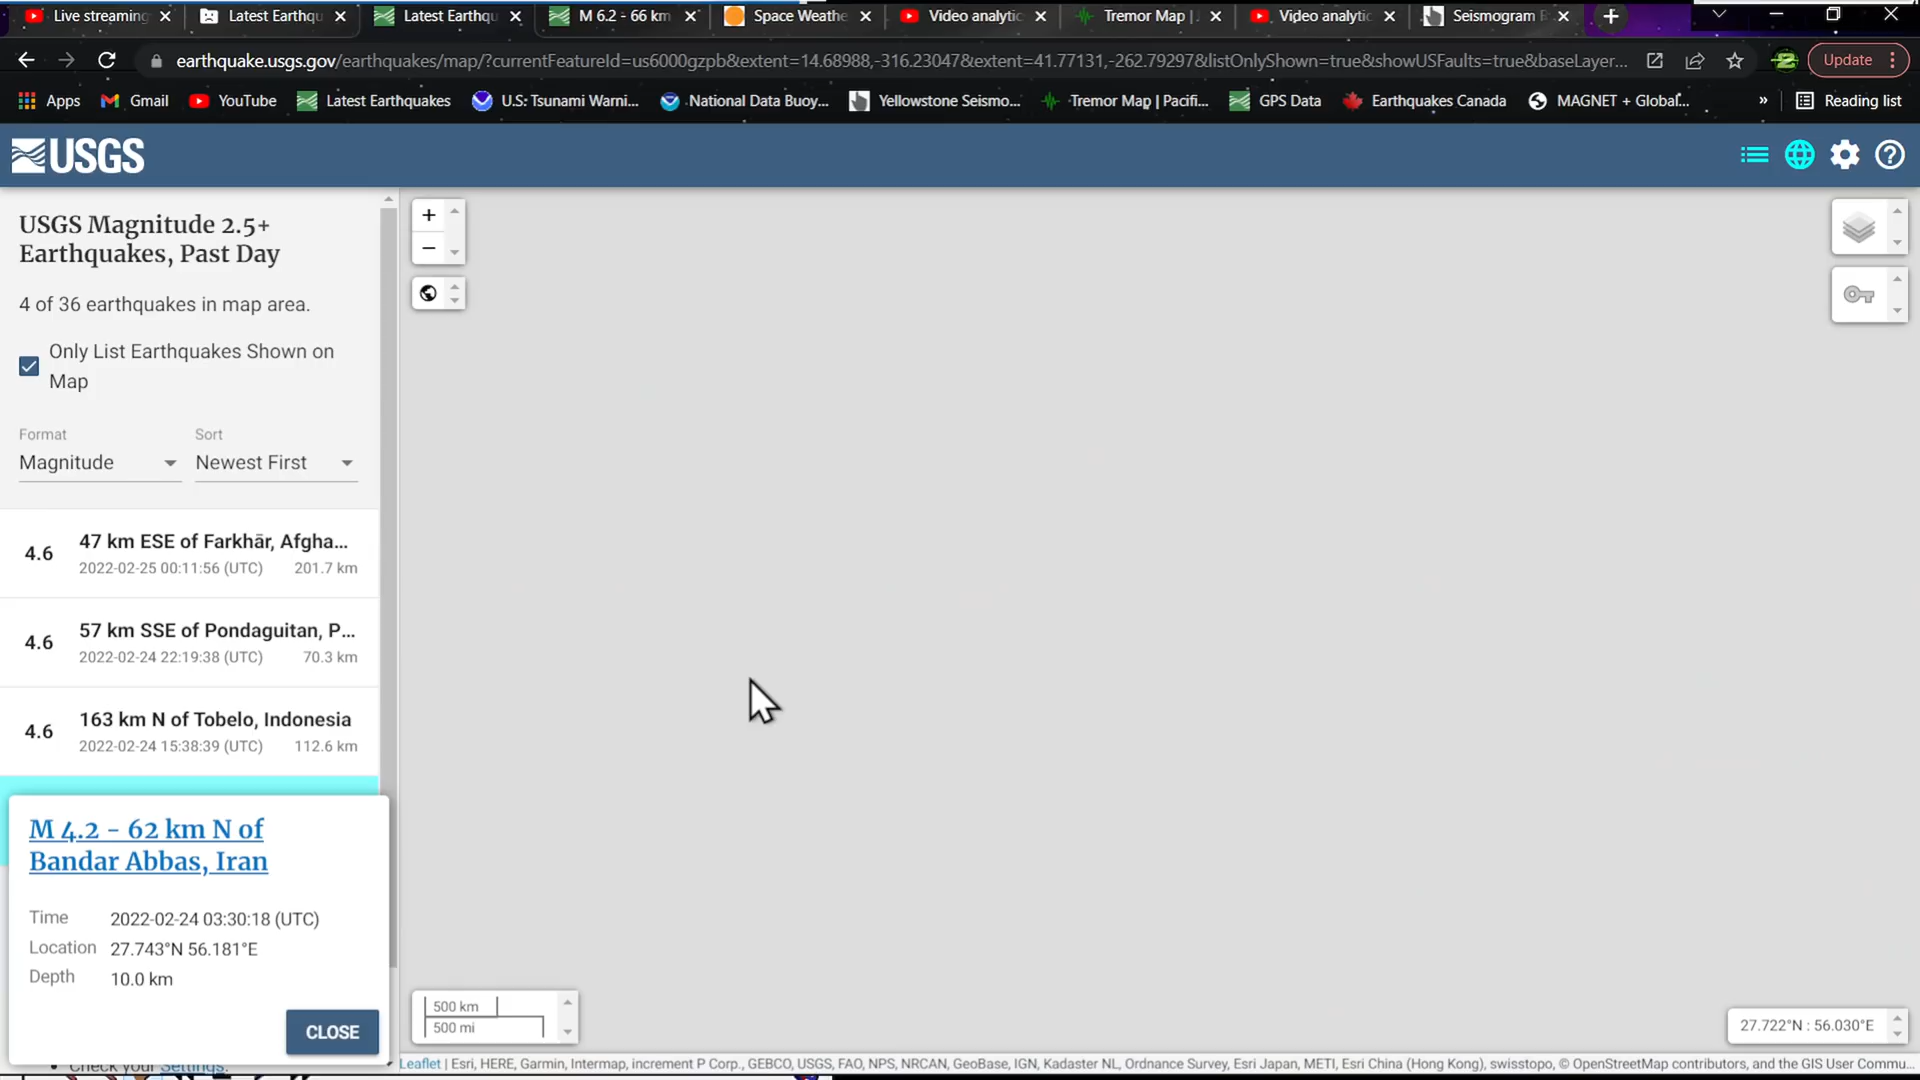 Live streaming
Latest Earthqu
Latest Earthqu
M 6.2 - 66 km
Space Weathe
Video analytic
Tremor Map |
Video analytic
Seismogram
earthquake.usgs.gov/earthquakes/map/?currentFeatureId=us6000gzpb&extent=14.68988,-316.23047&extent=41.77131,-262.79297&listOnlyShown=true&showUSFaults=true&baseLayer...
Update
Apps
Gmail
YouTube
Latest Earthquakes
U.S. Tsunami Warni...
National Data Buoy...
Yellowstone Seismo...
Tremor Map | Pacifi...
GPS Data
Earthquakes Canada
MAGNET + Global...
»
Reading list
USGS
USGS Magnitude 2.5+
Earthquakes, Past Day
4 of 36 earthquakes in map area.
Only List Earthquakes Shown on
Map
Format
Sort
Magnitude
Newest First
4.6
47 km ESE of Farkhār, Afgha...
2022-02-25 00:11:56 (UTC) 201.7 km
4.6
57 km SSE of Pondaguitan, P...
2022-02-24 22:19:38 (UTC) 70.3 km
4.6
163 km N of Tobelo, Indonesia
2022-02-24 15:38:39 (UTC) 112.6 km
M 4.2 - 62 km N of
Bandar Abbas, Iran
Time 2022-02-24 03:30:18 (UTC)
Location 27.743°N 56.181°E
Depth 10.0 km
CLOSE
Check your Settings.
500 km
500 mi
27.722°N : 56.030°E
Leaflet | Esri, HERE, Garmin, Intermap, increment P Corp., GEBCO, USGS, FAO, NPS, NRCAN, GeoBase, IGN, Kadaster NL, Ordnance Survey, Esri Japan, METI, Esri China (Hong Kong), swisstopo, © OpenStreetMap contributors, and the GIS User Commu...